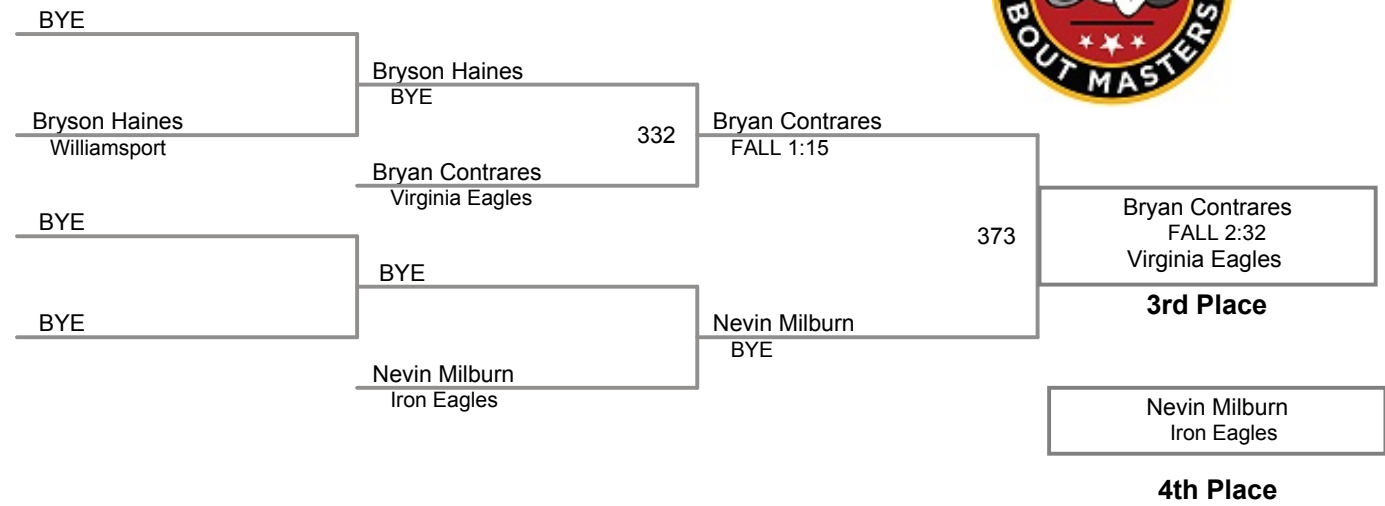 BYE
Bryson Haines
BYE
Bryson Haines
Williamsport
332
Bryan Contrares
FALL 1:15
Bryan Contrares
Virginia Eagles
BYE
373
Bryan Contrares
FALL 2:32
Virginia Eagles
3rd Place
BYE
BYE
Nevin Milburn
BYE
Nevin Milburn
Iron Eagles
Nevin Milburn
Iron Eagles
4th Place
BOUT MASTERS